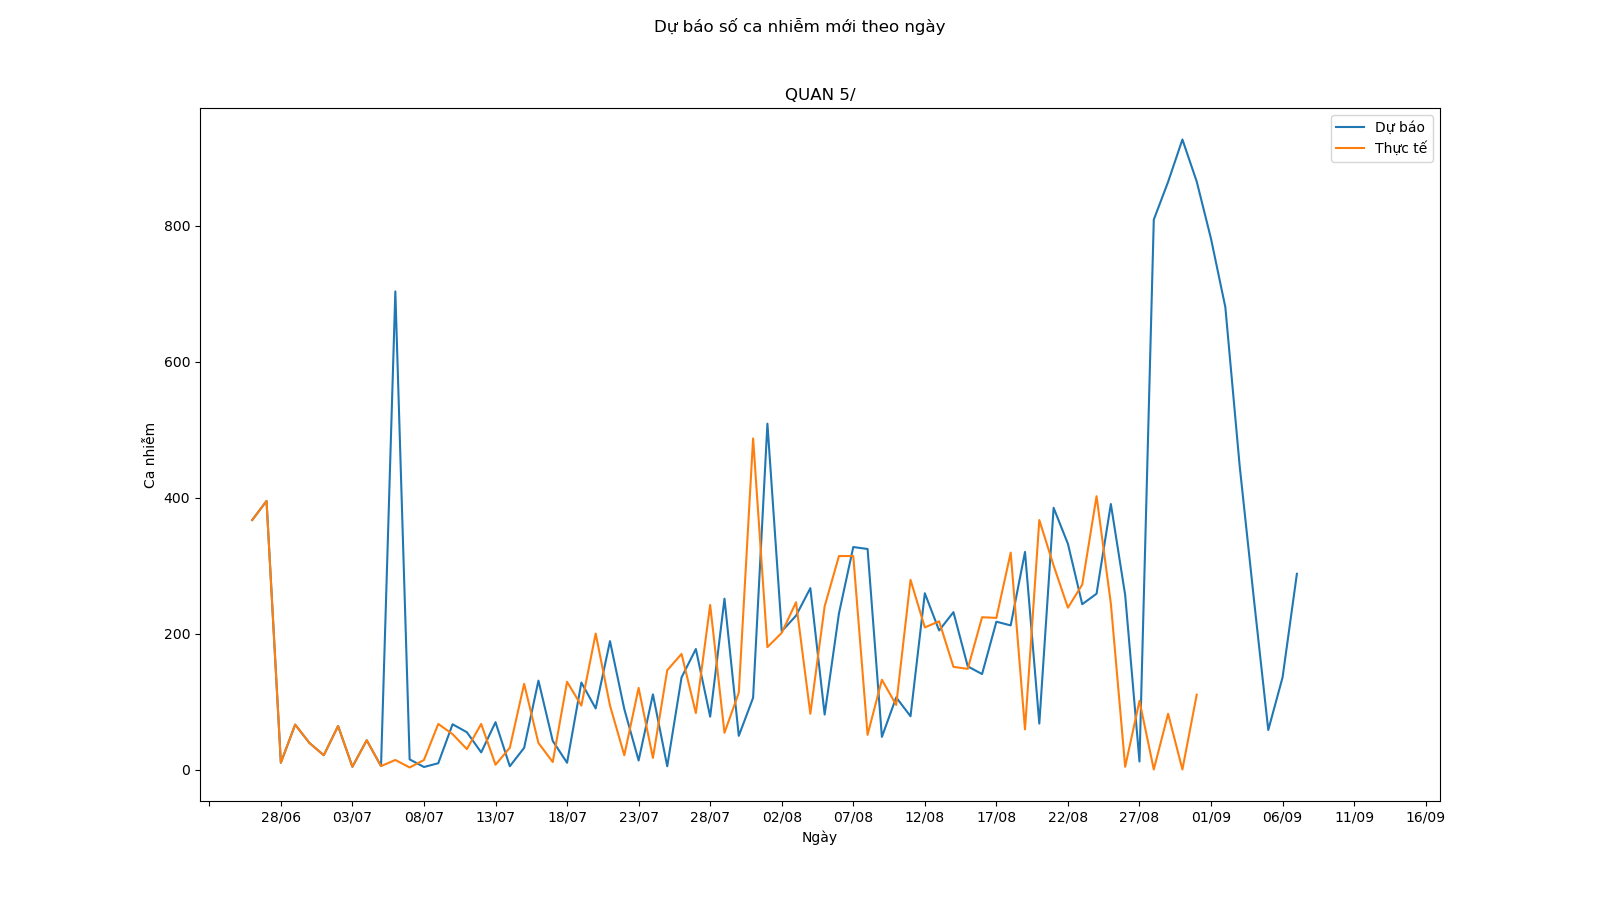 Dự báo số ca nhiễm mới theo ngày
QUAN 5/
Dự báo
Thực tế
Ca nhiễm
800
600
400
200
0
28/06 03/07 08/07 13/07 18/07 23/07 28/07 02/08 07/08 12/08 17/08 22/08 27/08 01/09 06/09 11/09 16/09
Ngày